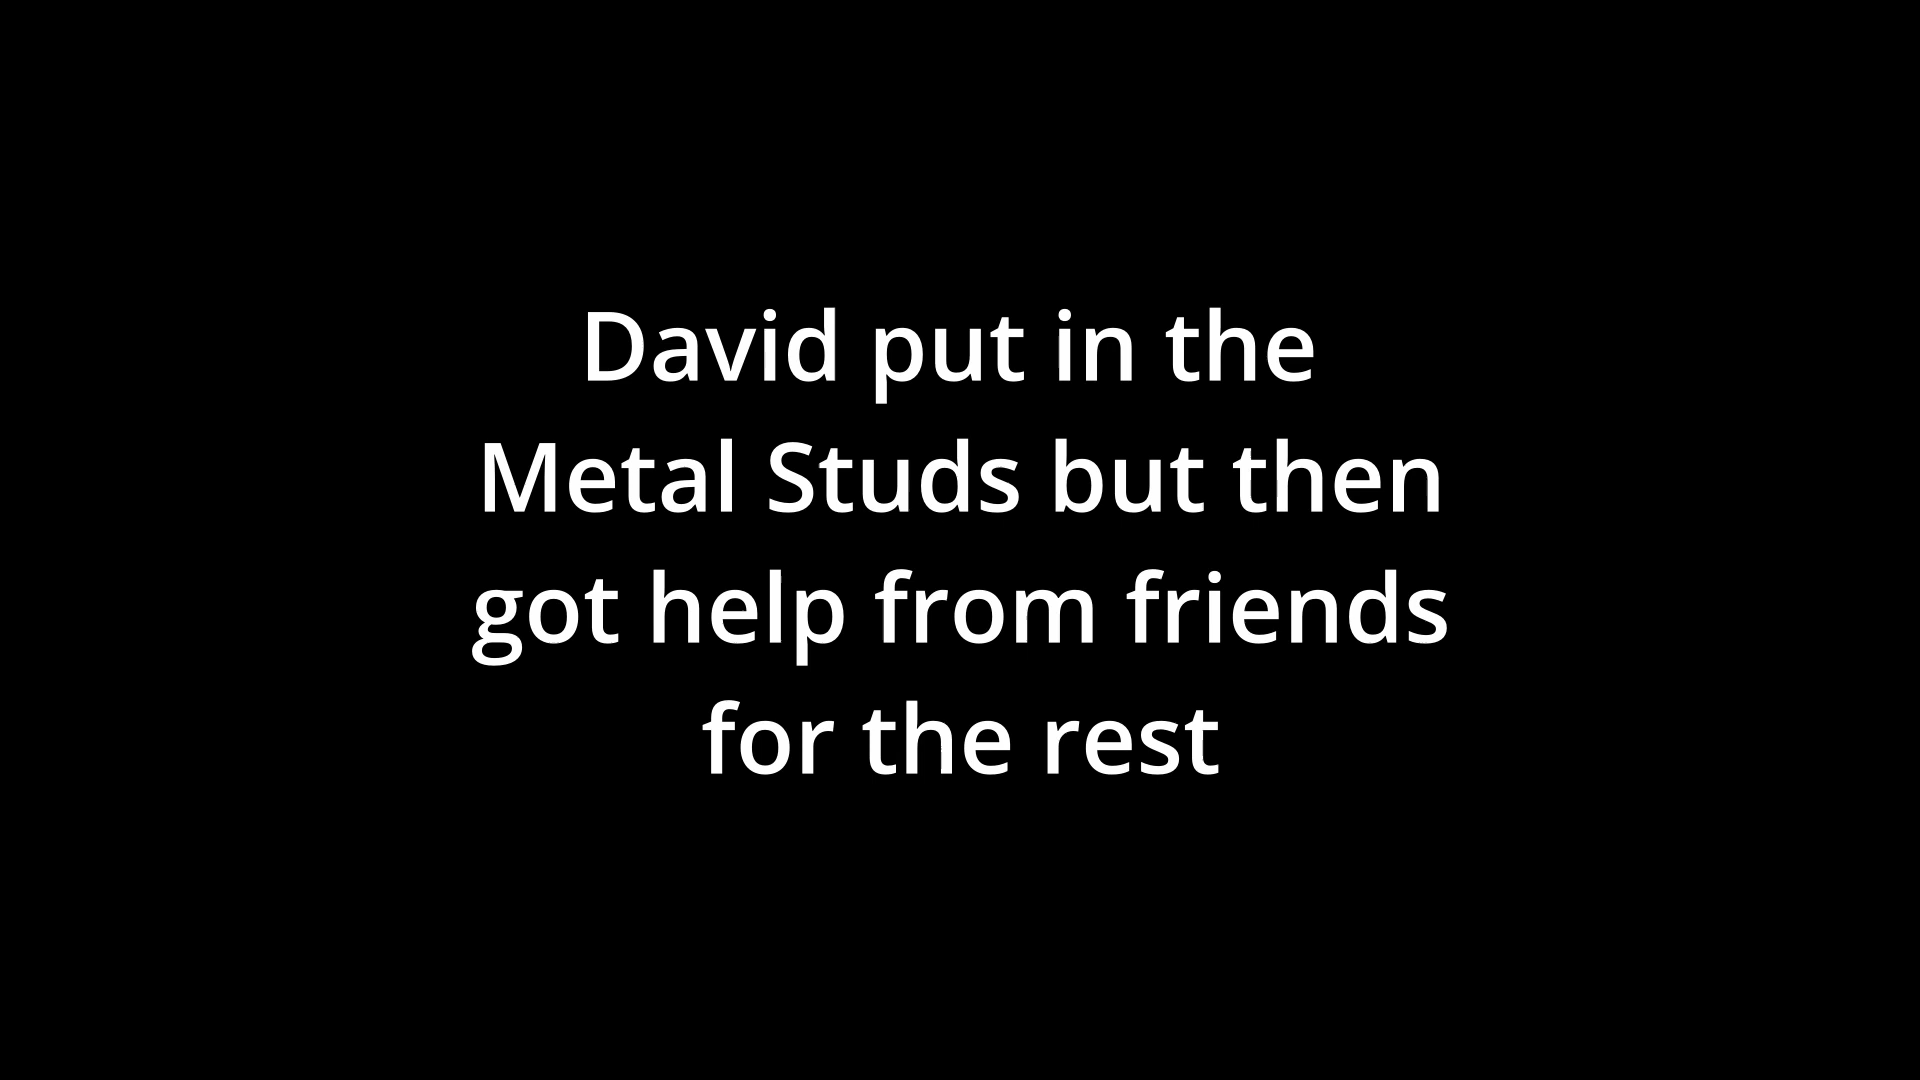 David put in the
Metal Studs but then
got help from friends
for the rest